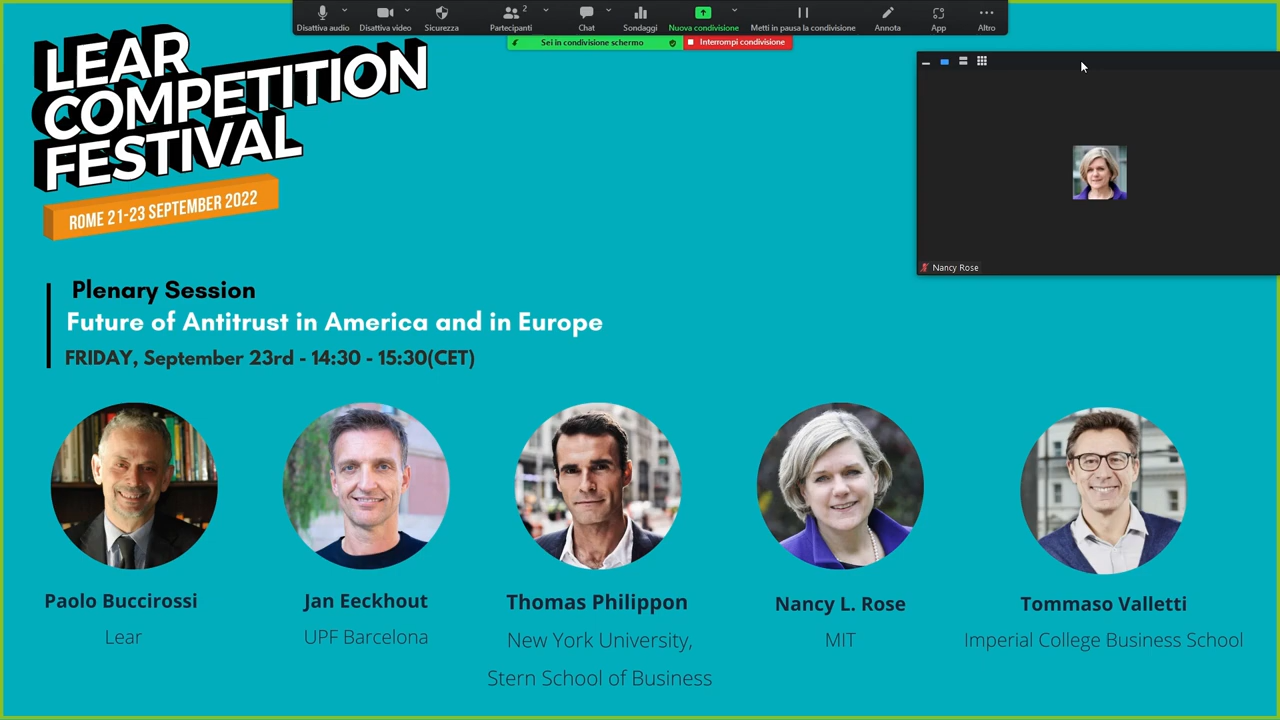 Disattiva audio
Disattiva video
Sicurezza
Partecipanti
2
Chat
Sondaggi
Nuova condivisione
Metti in pausa la condivisione
Annota
App
Altro
Sei in condivisione schermo
Interrompi condivisione
LEAR
COMPETITION
FESTIVAL
ROME 21-23 SEPTEMBER 2022
Nancy Rose
Plenary Session
Future of Antitrust in America and in Europe
FRIDAY, September 23rd - 14:30 - 15:30(CET)
Paolo Buccirossi
Lear
Jan Eeckhout
UPF Barcelona
Thomas Philippon
New York University,
Stern School of Business
Nancy L. Rose
MIT
Tommaso Valletti
Imperial College Business School